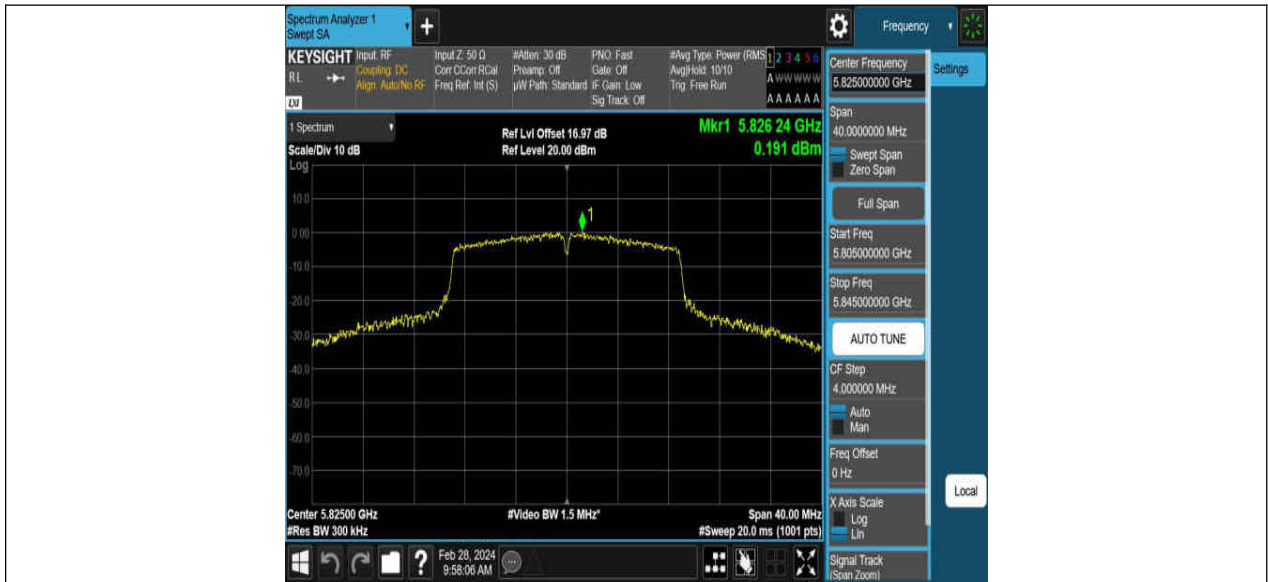 Spectrum Analyzer 1
Swept SA
+
Frequency
KEYSIGHT
RL
Input: RF
Coupling: DC
Align: Auto/No RF
Input Z: 50 Ω
Corr CCorr RCal
Freq Ref: Int (S)
#Atten: 30 dB
Preamp: Off
µW Path: Standard
PNO: Fast
Gate: Off
IF Gain: Low
Sig Track: Off
#Avg Type: Power (RMS
Avg|Hold: 10/10
Trig: Free Run
1 2 3 4 5 6
A W W W W W
A A A A A A
1 Spectrum
Scale/Div 10 dB
Log
Ref Lvl Offset 16.97 dB
Ref Level 20.00 dBm
Mkr1 5.826 24 GHz
0.191 dBm
1
10.0
0.00
-10.0
-20.0
-30.0
-40.0
-50.0
-60.0
-70.0
Center 5.82500 GHz
#Res BW 300 kHz
#Video BW 1.5 MHz*
Span 40.00 MHz
#Sweep 20.0 ms (1001 pts)
?
Feb 28, 2024
9:58:06 AM
Center Frequency
5.825000000 GHz
Settings
Span
40.0000000 MHz
Swept Span
Zero Span
Full Span
Start Freq
5.805000000 GHz
Stop Freq
5.845000000 GHz
AUTO TUNE
CF Step
4.000000 MHz
Auto
Man
Freq Offset
0 Hz
X Axis Scale
Log
Lin
Local
Signal Track
(Span Zoom)